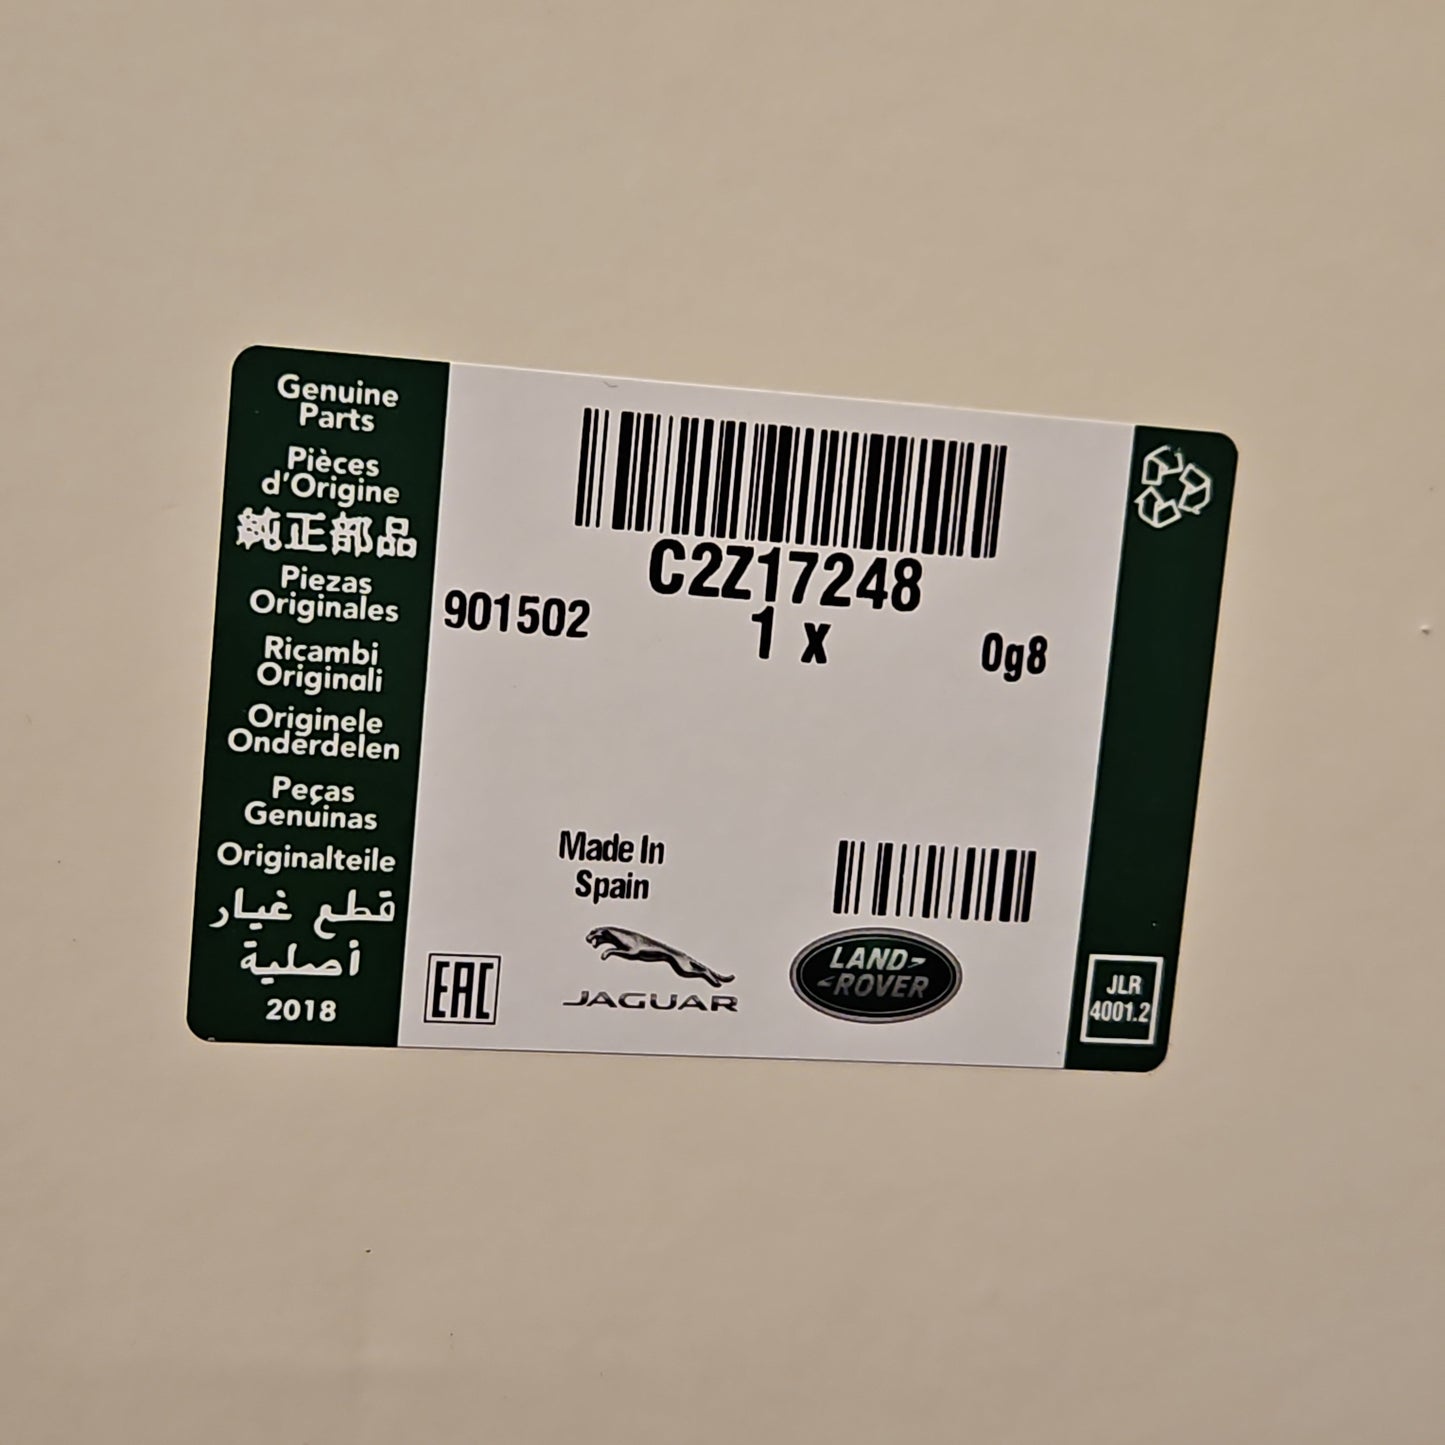 Genuine
Parts
Pièces
d'Origine
純正部品
Piezas
Originales
Ricambi
Originali
Originele
Onderdelen
Peças
Genuinas
Originalteile
قطع غيار
أصلية
2018
C2Z17248
901502
1 x
0g8
Made In
Spain
EAC
JAGUAR
LAND
ROVER
JLR
4001.2